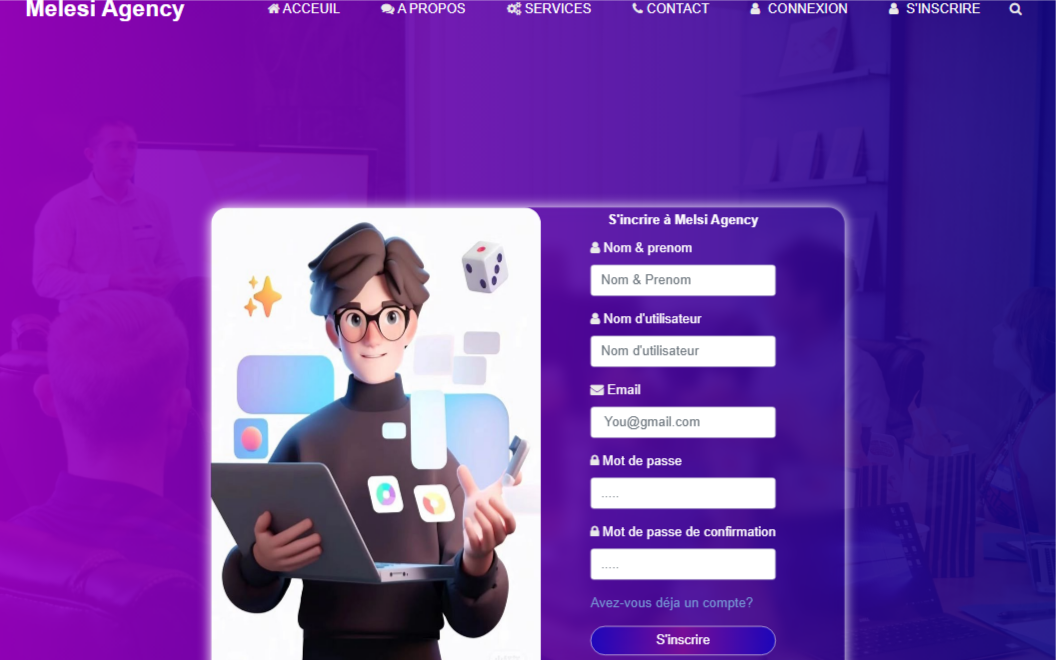 Melesi Agency
ACCEUIL
A PROPOS
SERVICES
CONTACT
CONNEXION
S'INSCRIRE
S'incrire à Melsi Agency
Nom & prenom
Nom & Prenom
Nom d'utilisateur
Nom d'utilisateur
Email
You@gmail.com
Mot de passe
.....
Mot de passe de confirmation
.....
Avez-vous déja un compte?
S'inscrire